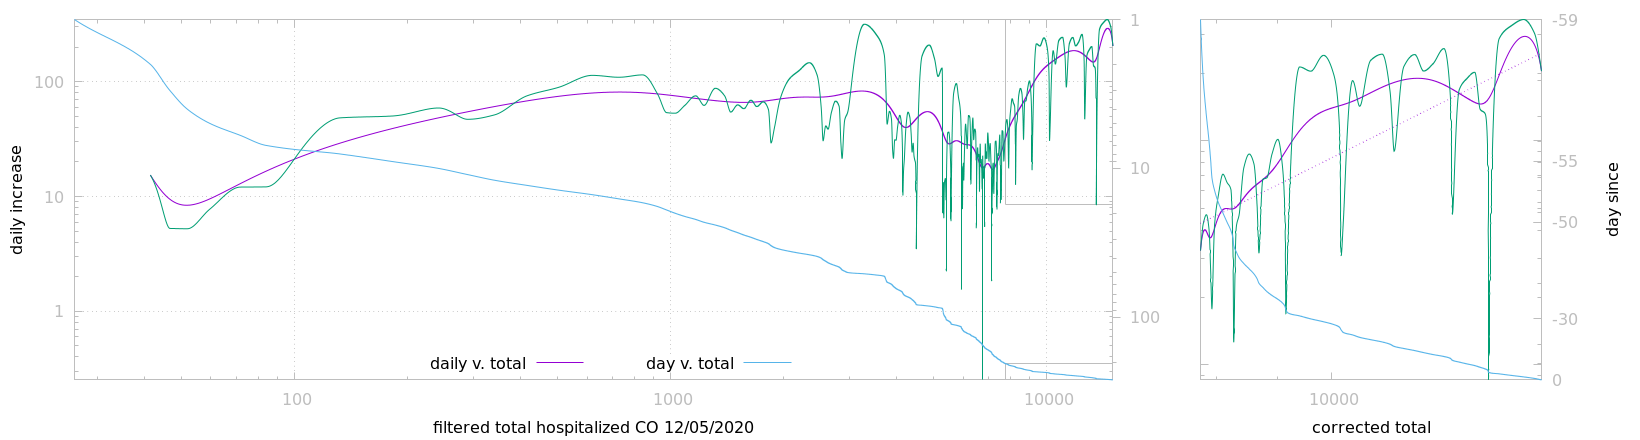 daily increase
100
10
1
daily v. total
day v. total
100
1000
10000
filtered total hospitalized CO 12/05/2020
1
10
100
10000
corrected total
-59
-55
-50
-30
0
day since